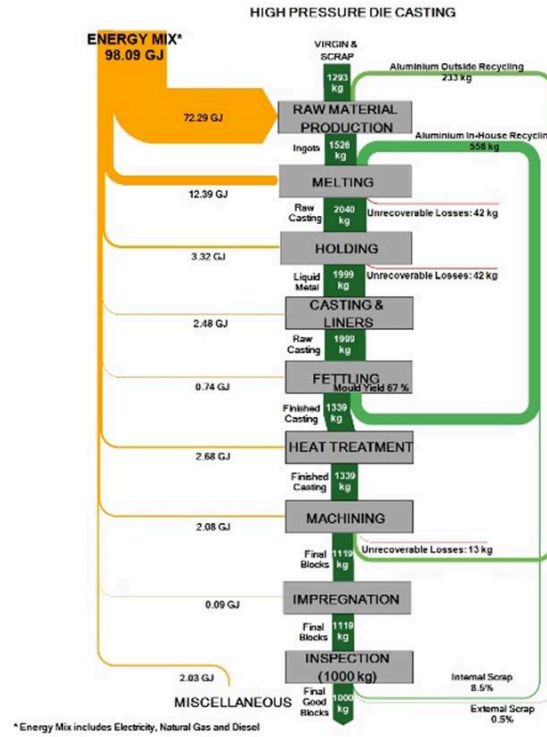 HIGH PRESSURE DIE CASTING
ENERGY MIX*
98.09 GJ
VIRGIN &
SCRAP
1293
kg
Aluminium Outside Recycling
233 kg
72.29 GJ
RAW MATERIAL
PRODUCTION
Ingots
1526
kg
Aluminium In-House Recycling
556 kg
MELTING
12.39 GJ
Raw
Casting
2040
kg
Unrecoverable Losses: 42 kg
HOLDING
3.32 GJ
Liquid
Metal
1999
kg
Unrecoverable Losses: 42 kg
CASTING &
LINERS
2.48 GJ
Raw
Casting
1999
kg
FETTLING
Mould Yield 67 %
0.74 GJ
Finished
Casting
1339
kg
HEAT TREATMENT
2.68 GJ
Finished
Casting
1339
kg
MACHINING
2.08 GJ
Final
Blocks
1119
kg
Unrecoverable Losses: 13 kg
IMPREGNATION
0.09 GJ
Final
Blocks
1119
kg
INSPECTION
(1000 kg)
2.03 GJ
MISCELLANEOUS
Final
Good
Blocks
1000
kg
Internal Scrap
8.5%
External Scrap
0.5%
* Energy Mix includes Electricity, Natural Gas and Diesel